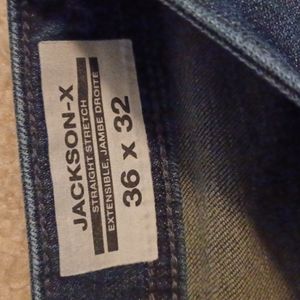 JACKSON-X
STRAIGHT STRETCH
EXTENSIBLE, JAMBE DROITE
36 x 32